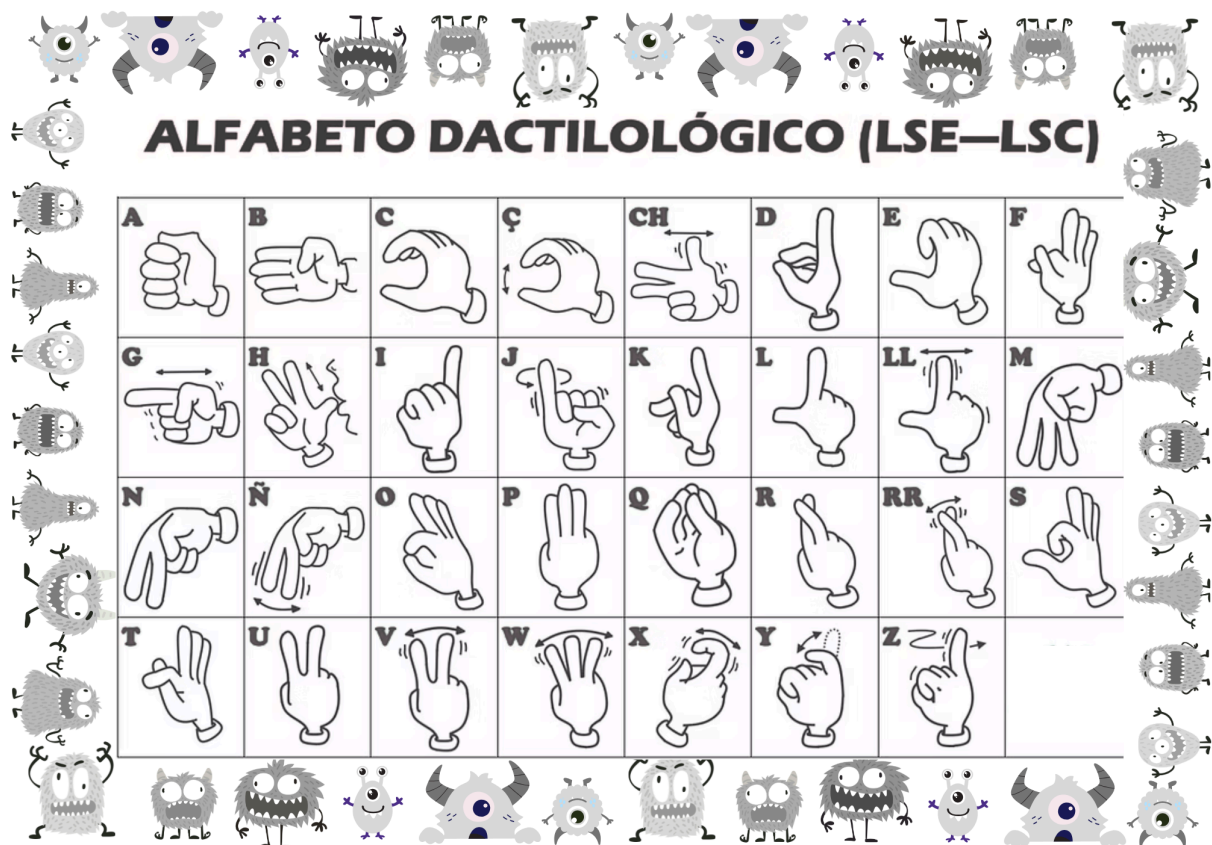 ALFABETO DACTILOLÓGICO (LSE—LSC)
A B C Ç CH D E F
G H I J K L LL M
N Ñ O P Q R RR S
T U V W X Y Z